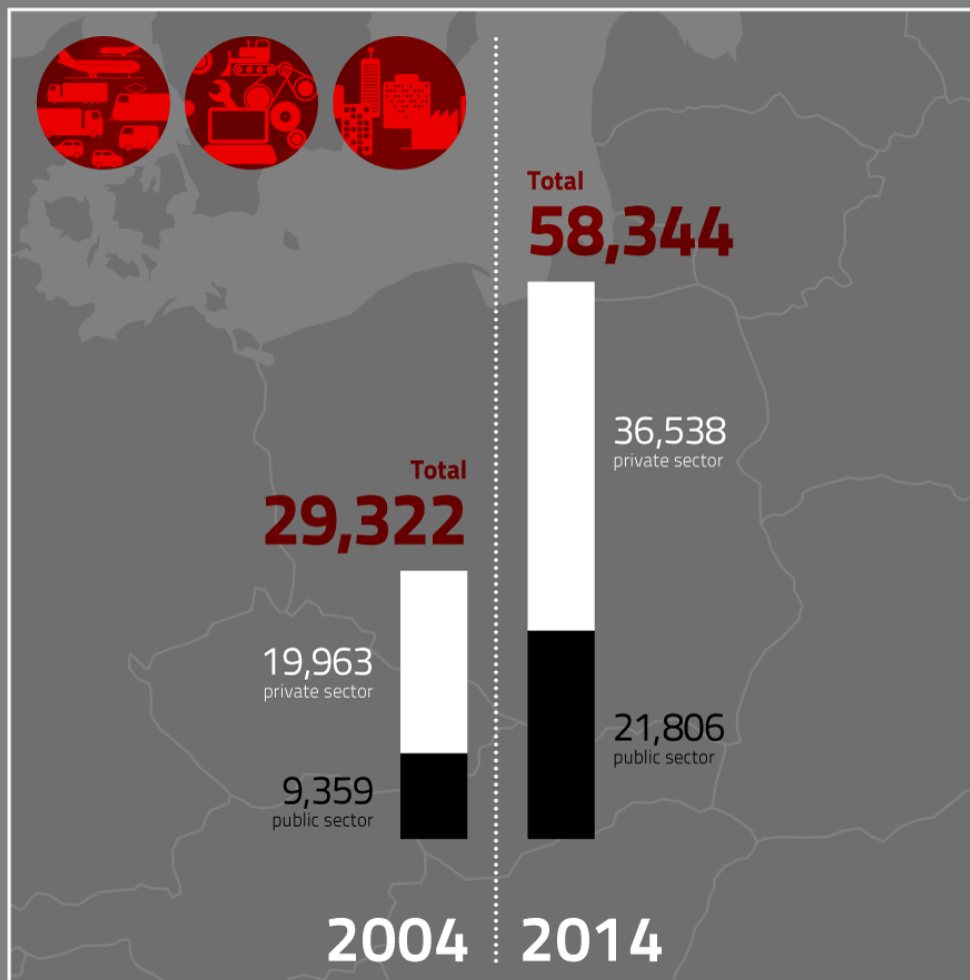 Total
58,344
36,538
private sector
Total
29,322
19,963
private sector
21,806
public sector
9,359
public sector
2004
2014